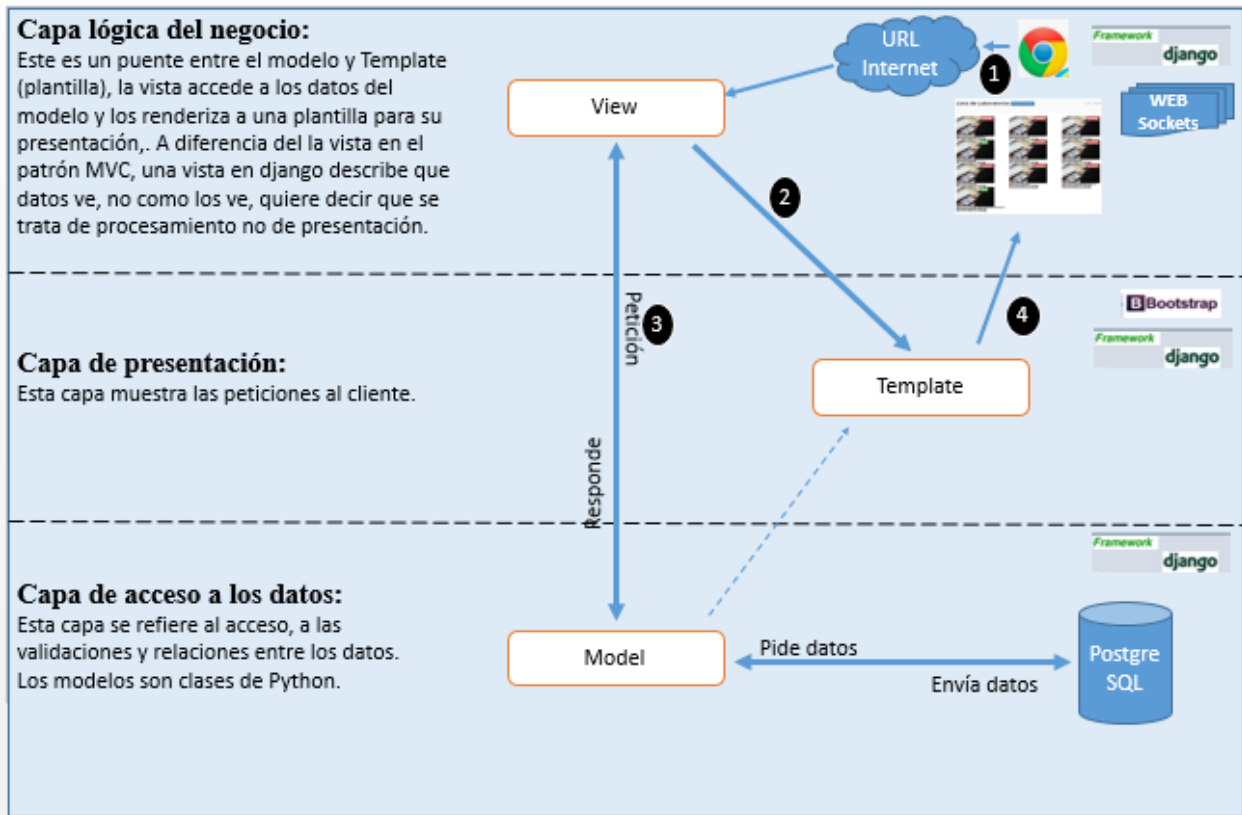 Capa lógica del negocio:
Este es un puente entre el modelo y Template
(plantilla), la vista accede a los datos del
modelo y los renderiza a una plantilla para su
presentación,. A diferencia del la vista en el
patrón MVC, una vista en django describe que
datos ve, no como los ve, quiere decir que se
trata de procesamiento no de presentación.
View
URL
Internet
1
Framework
django
WEB
Sockets
2
Petición
3
Responde
4
Capa de presentación:
Esta capa muestra las peticiones al cliente.
Template
B Bootstrap
Framework
django
Capa de acceso a los datos:
Esta capa se refiere al acceso, a las
validaciones y relaciones entre los datos.
Los modelos son clases de Python.
Model
Pide datos
Envía datos
Framework
django
Postgre
SQL